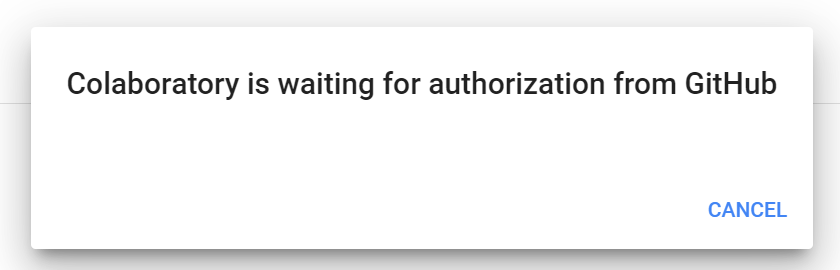 Colaboratory is waiting for authorization from GitHub
CANCEL